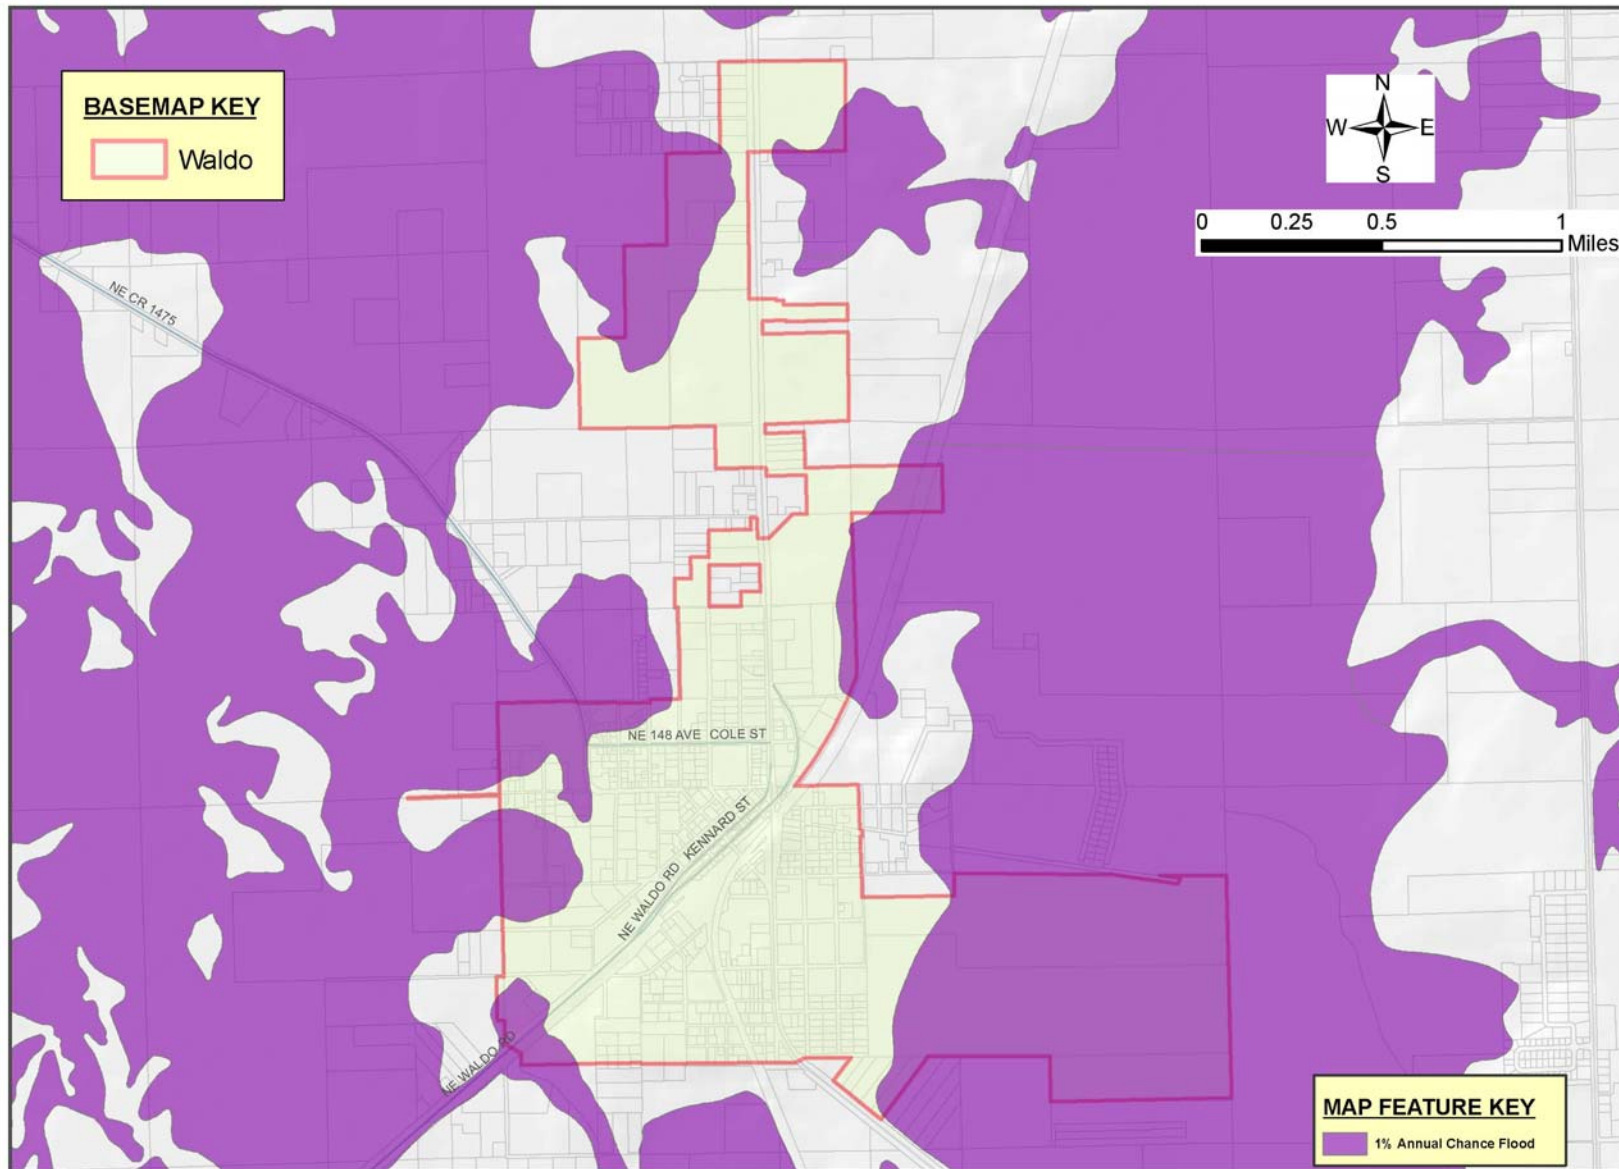 BASEMAP KEY
Waldo
N
W E
S
0 0.25 0.5 1
Miles
NE CR 1475
NE 148 AVE COLE ST
NE WALDO RD KENNARD ST
NE WALDO RD
MAP FEATURE KEY
1% Annual Chance Flood